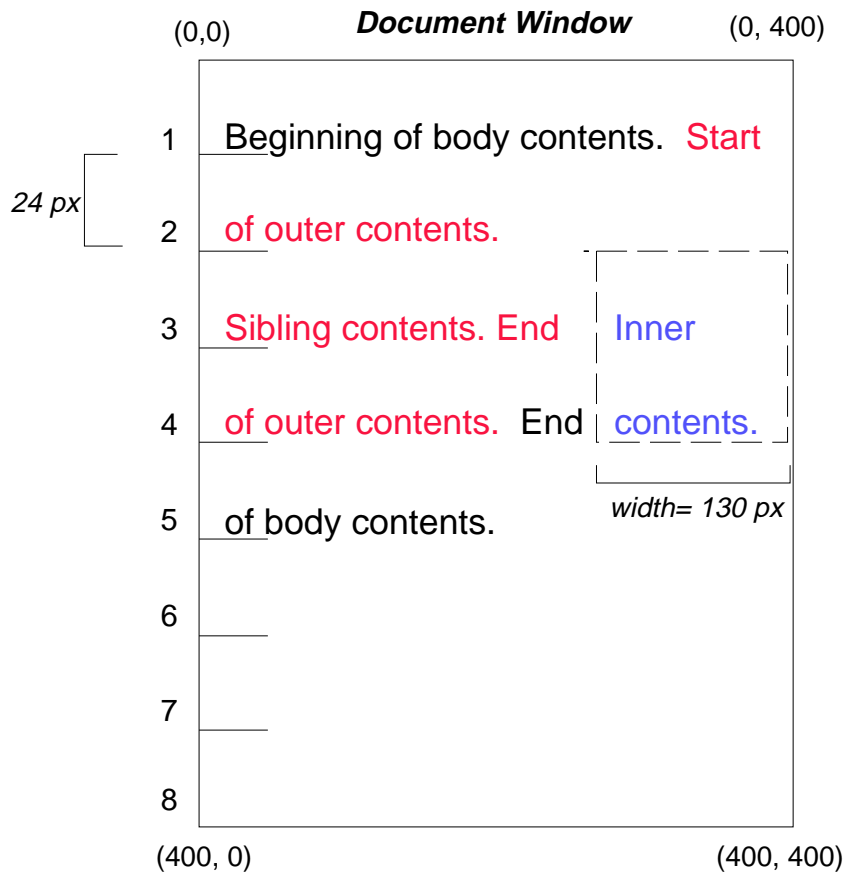 Document Window
(0,0) (0, 400)
1 Beginning of body contents. Start
24 px
2 of outer contents.
3 Sibling contents. End Inner
4 of outer contents. End contents.
width= 130 px
5 of body contents.
6
7
8
(400, 0) (400, 400)